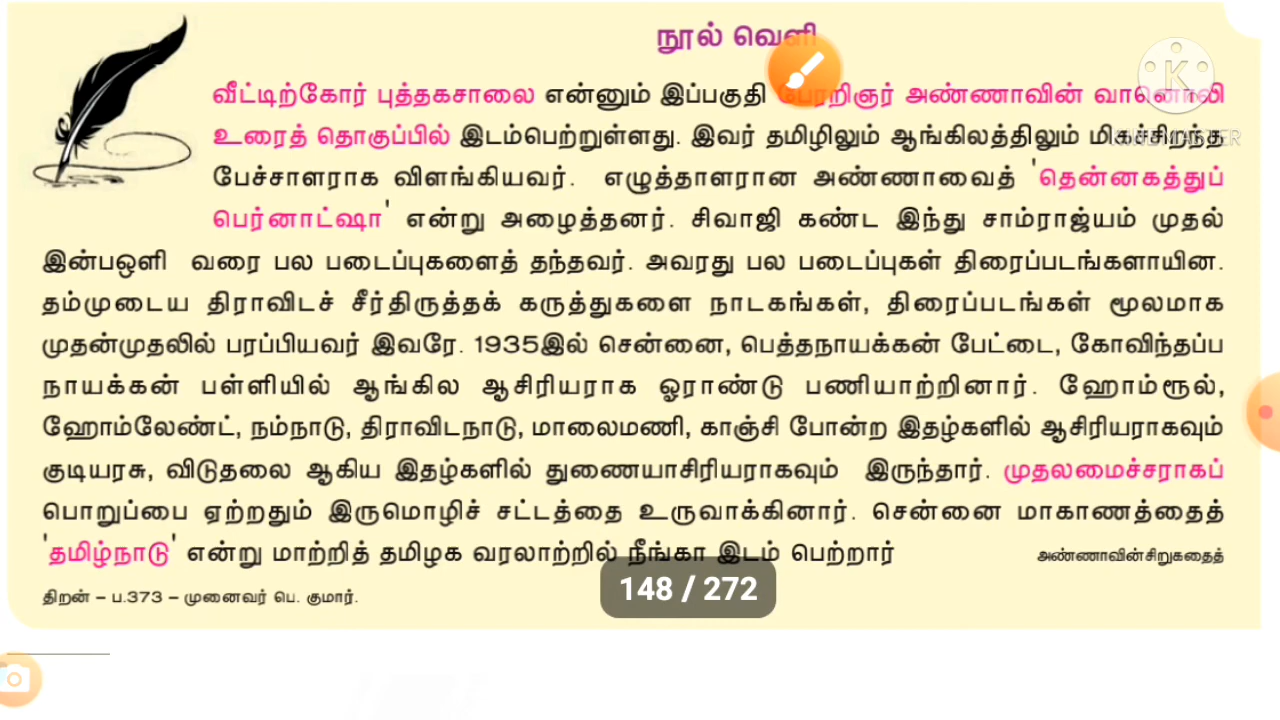 நூல் வெளி
வீட்டிற்கோர் புத்தகசாலை என்னும் இப்பகுதி பேரறிஞர் அண்ணாவின் வானொலி
உரைத் தொகுப்பில் இடம்பெற்றுள்ளது. இவர் தமிழிலும் ஆங்கிலத்திலும் மிகச்சிறந்த
பேச்சாளராக விளங்கியவர். எழுத்தாளரான அண்ணாவைத் 'தென்னகத்துப்
பெர்னாட்ஷா' என்று அழைத்தனர். சிவாஜி கண்ட இந்து சாம்ராஜ்யம் முதல்
இன்பஒளி வரை பல படைப்புகளைத் தந்தவர். அவரது பல படைப்புகள் திரைப்படங்களாயின.
தம்முடைய திராவிடச் சீர்திருத்தக் கருத்துகளை நாடகங்கள், திரைப்படங்கள் மூலமாக
முதன்முதலில் பரப்பியவர் இவரே. 1935இல் சென்னை, பெத்தநாயக்கன் பேட்டை, கோவிந்தப்ப
நாயக்கன் பள்ளியில் ஆங்கில ஆசிரியராக ஓராண்டு பணியாற்றினார். ஹோம்ரூல்,
ஹோம்லேண்ட், நம்நாடு, திராவிடநாடு, மாலைமணி, காஞ்சி போன்ற இதழ்களில் ஆசிரியராகவும்
குடியரசு, விடுதலை ஆகிய இதழ்களில் துணையாசிரியராகவும் இருந்தார். முதலமைச்சராகப்
பொறுப்பை ஏற்றதும் இருமொழிச் சட்டத்தை உருவாக்கினார். சென்னை மாகாணத்தைத்
'தமிழ்நாடு' என்று மாற்றித் தமிழக வரலாற்றில் நீங்கா இடம் பெற்றார் அண்ணாவின்சிறுகதைத்
திறன் – ப.373 – முனைவர் பெ. குமார்.
148 / 272
K
KINEMASTER